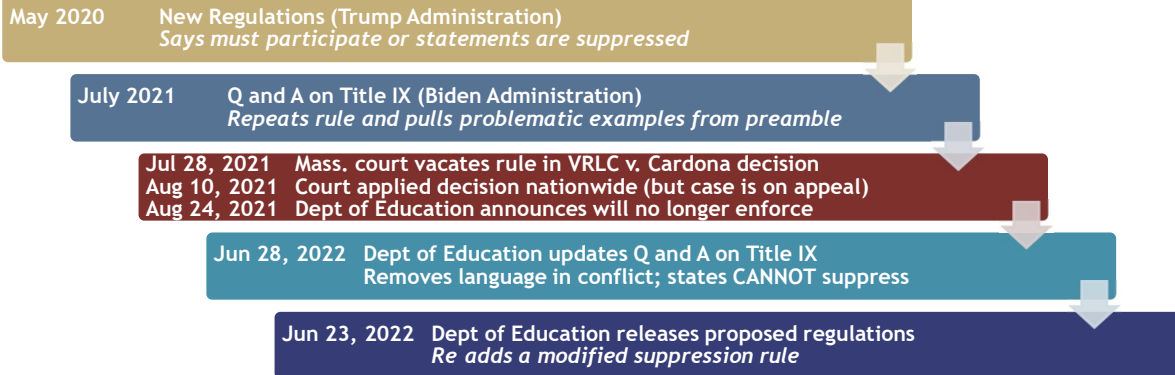 May 2020 New Regulations (Trump Administration)
Says must participate or statements are suppressed
July 2021 Q and A on Title IX (Biden Administration)
Repeats rule and pulls problematic examples from preamble
Jul 28, 2021 Mass. court vacates rule in VRLC v. Cardona decision
Aug 10, 2021 Court applied decision nationwide (but case is on appeal)
Aug 24, 2021 Dept of Education announces will no longer enforce
Jun 28, 2022 Dept of Education updates Q and A on Title IX
Removes language in conflict; states CANNOT suppress
Jun 23, 2022 Dept of Education releases proposed regulations
Re adds a modified suppression rule